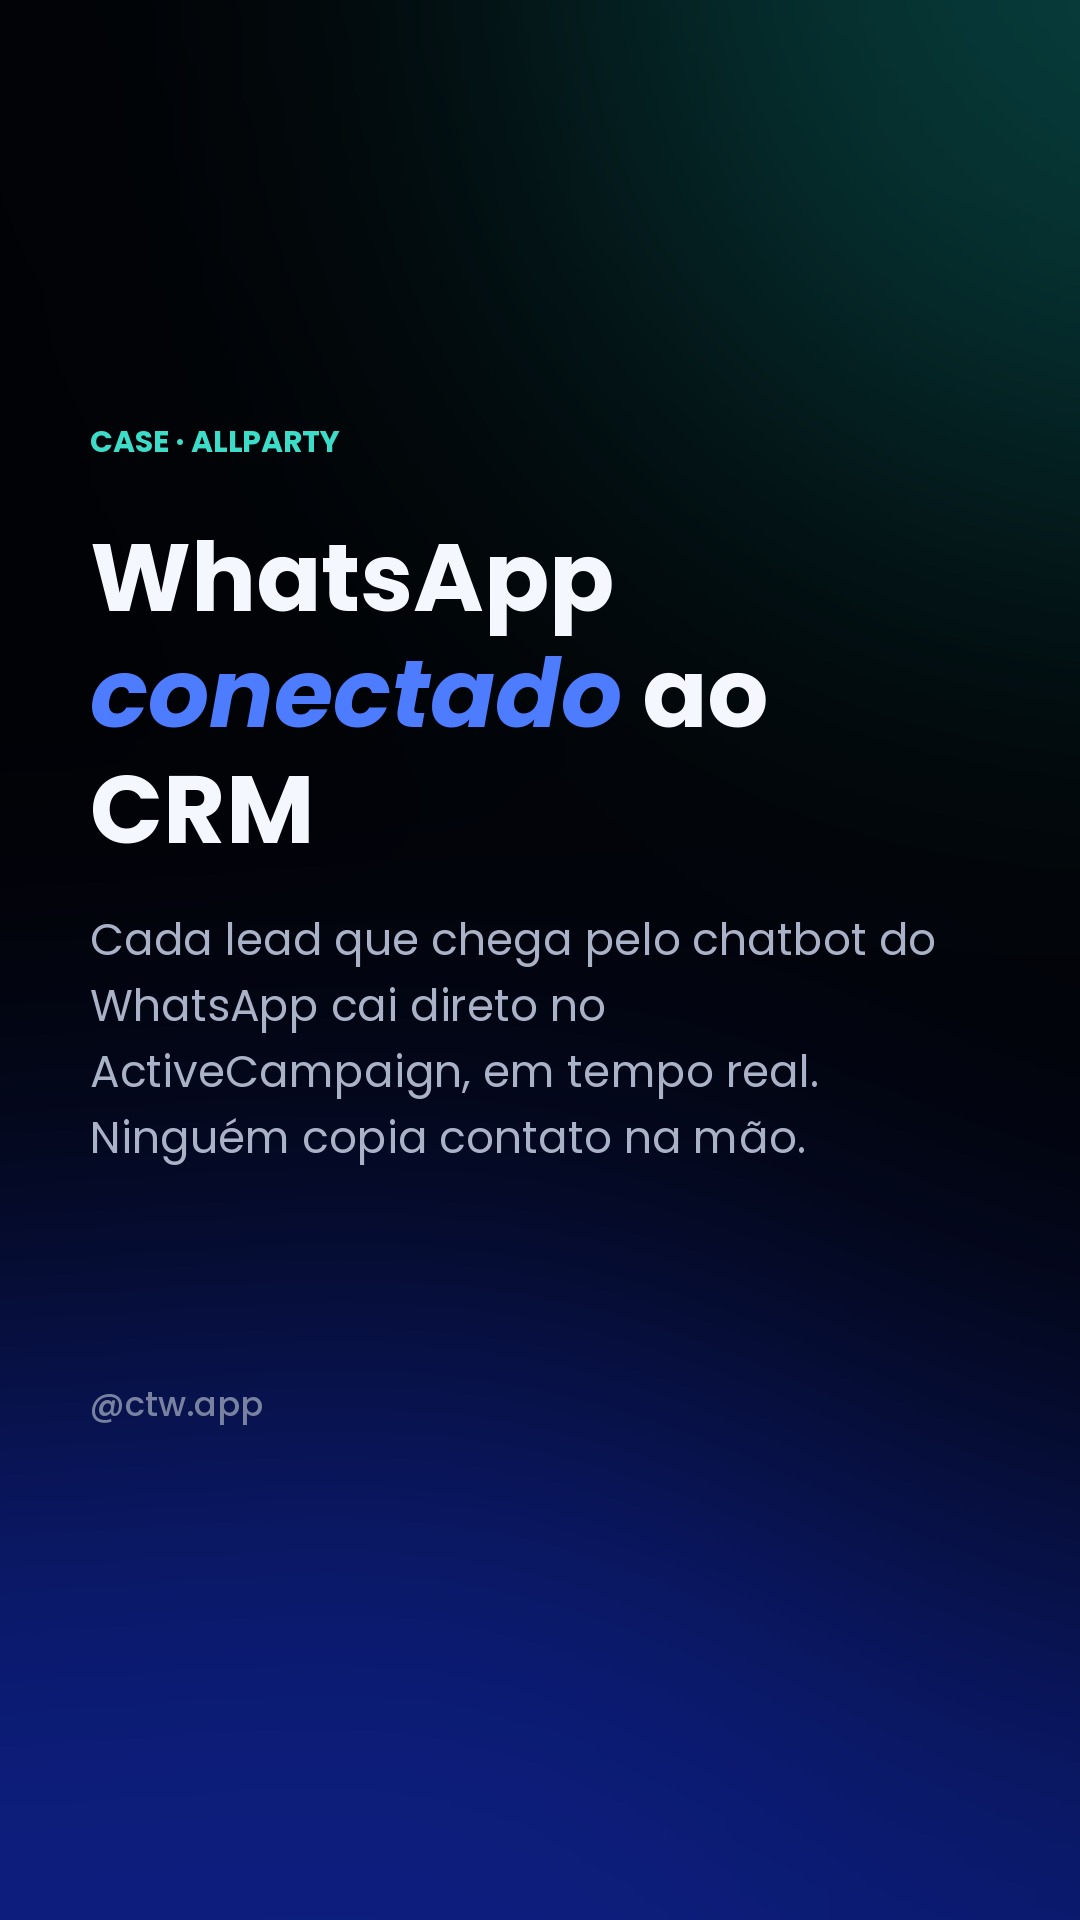 CASE · ALLPARTY
WhatsApp
conectado ao
CRM
Cada lead que chega pelo chatbot do
WhatsApp cai direto no
ActiveCampaign, em tempo real.
Ninguém copia contato na mão.
@ctw.app